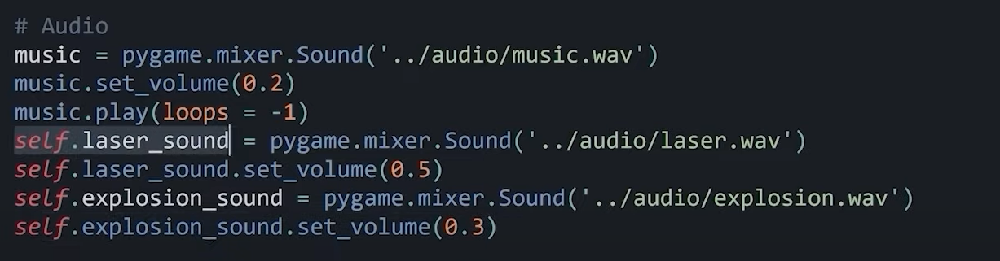 # Audio
music = pygame.mixer.Sound('../audio/music.wav')
music.set_volume(0.2)
music.play(loops = -1)
self.laser_sound = pygame.mixer.Sound('../audio/laser.wav')
self.laser_sound.set_volume(0.5)
self.explosion_sound = pygame.mixer.Sound('../audio/explosion.wav')
self.explosion_sound.set_volume(0.3)